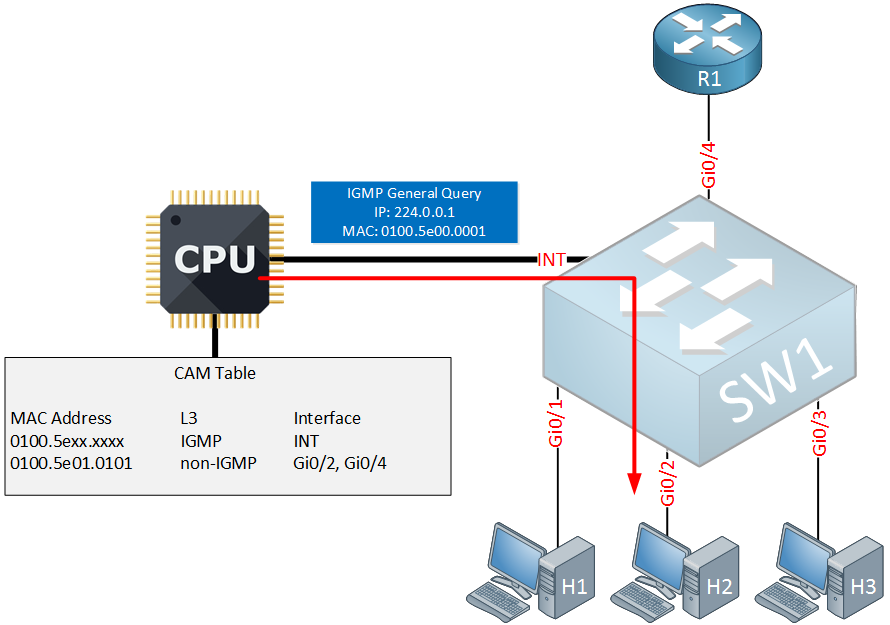 R1
Gi0/4
IGMP General Query
IP: 224.0.0.1
MAC: 0100.5e00.0001
CPU
INT
SW1
CAM Table
MAC Address L3 Interface
0100.5exx.xxxx IGMP INT
0100.5e01.0101 non-IGMP Gi0/2, Gi0/4
Gi0/1
Gi0/2
Gi0/3
H1
H2
H3